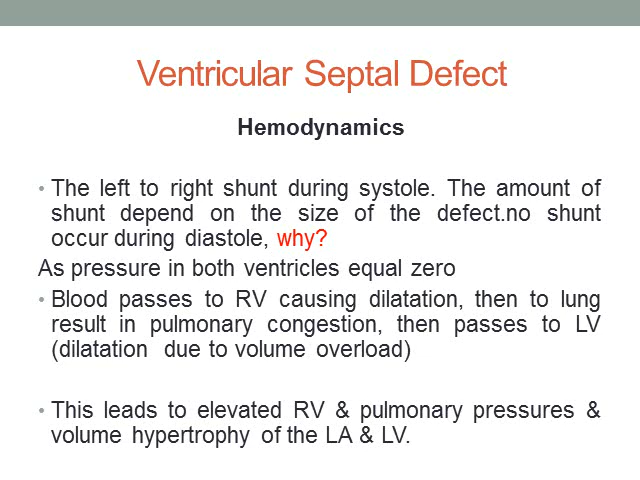 Ventricular Septal Defect
Hemodynamics
• The left to right shunt during systole. The amount of
shunt depend on the size of the defect.no shunt
occur during diastole, why?
As pressure in both ventricles equal zero
• Blood passes to RV causing dilatation, then to lung
result in pulmonary congestion, then passes to LV
(dilatation due to volume overload)
• This leads to elevated RV & pulmonary pressures &
volume hypertrophy of the LA & LV.